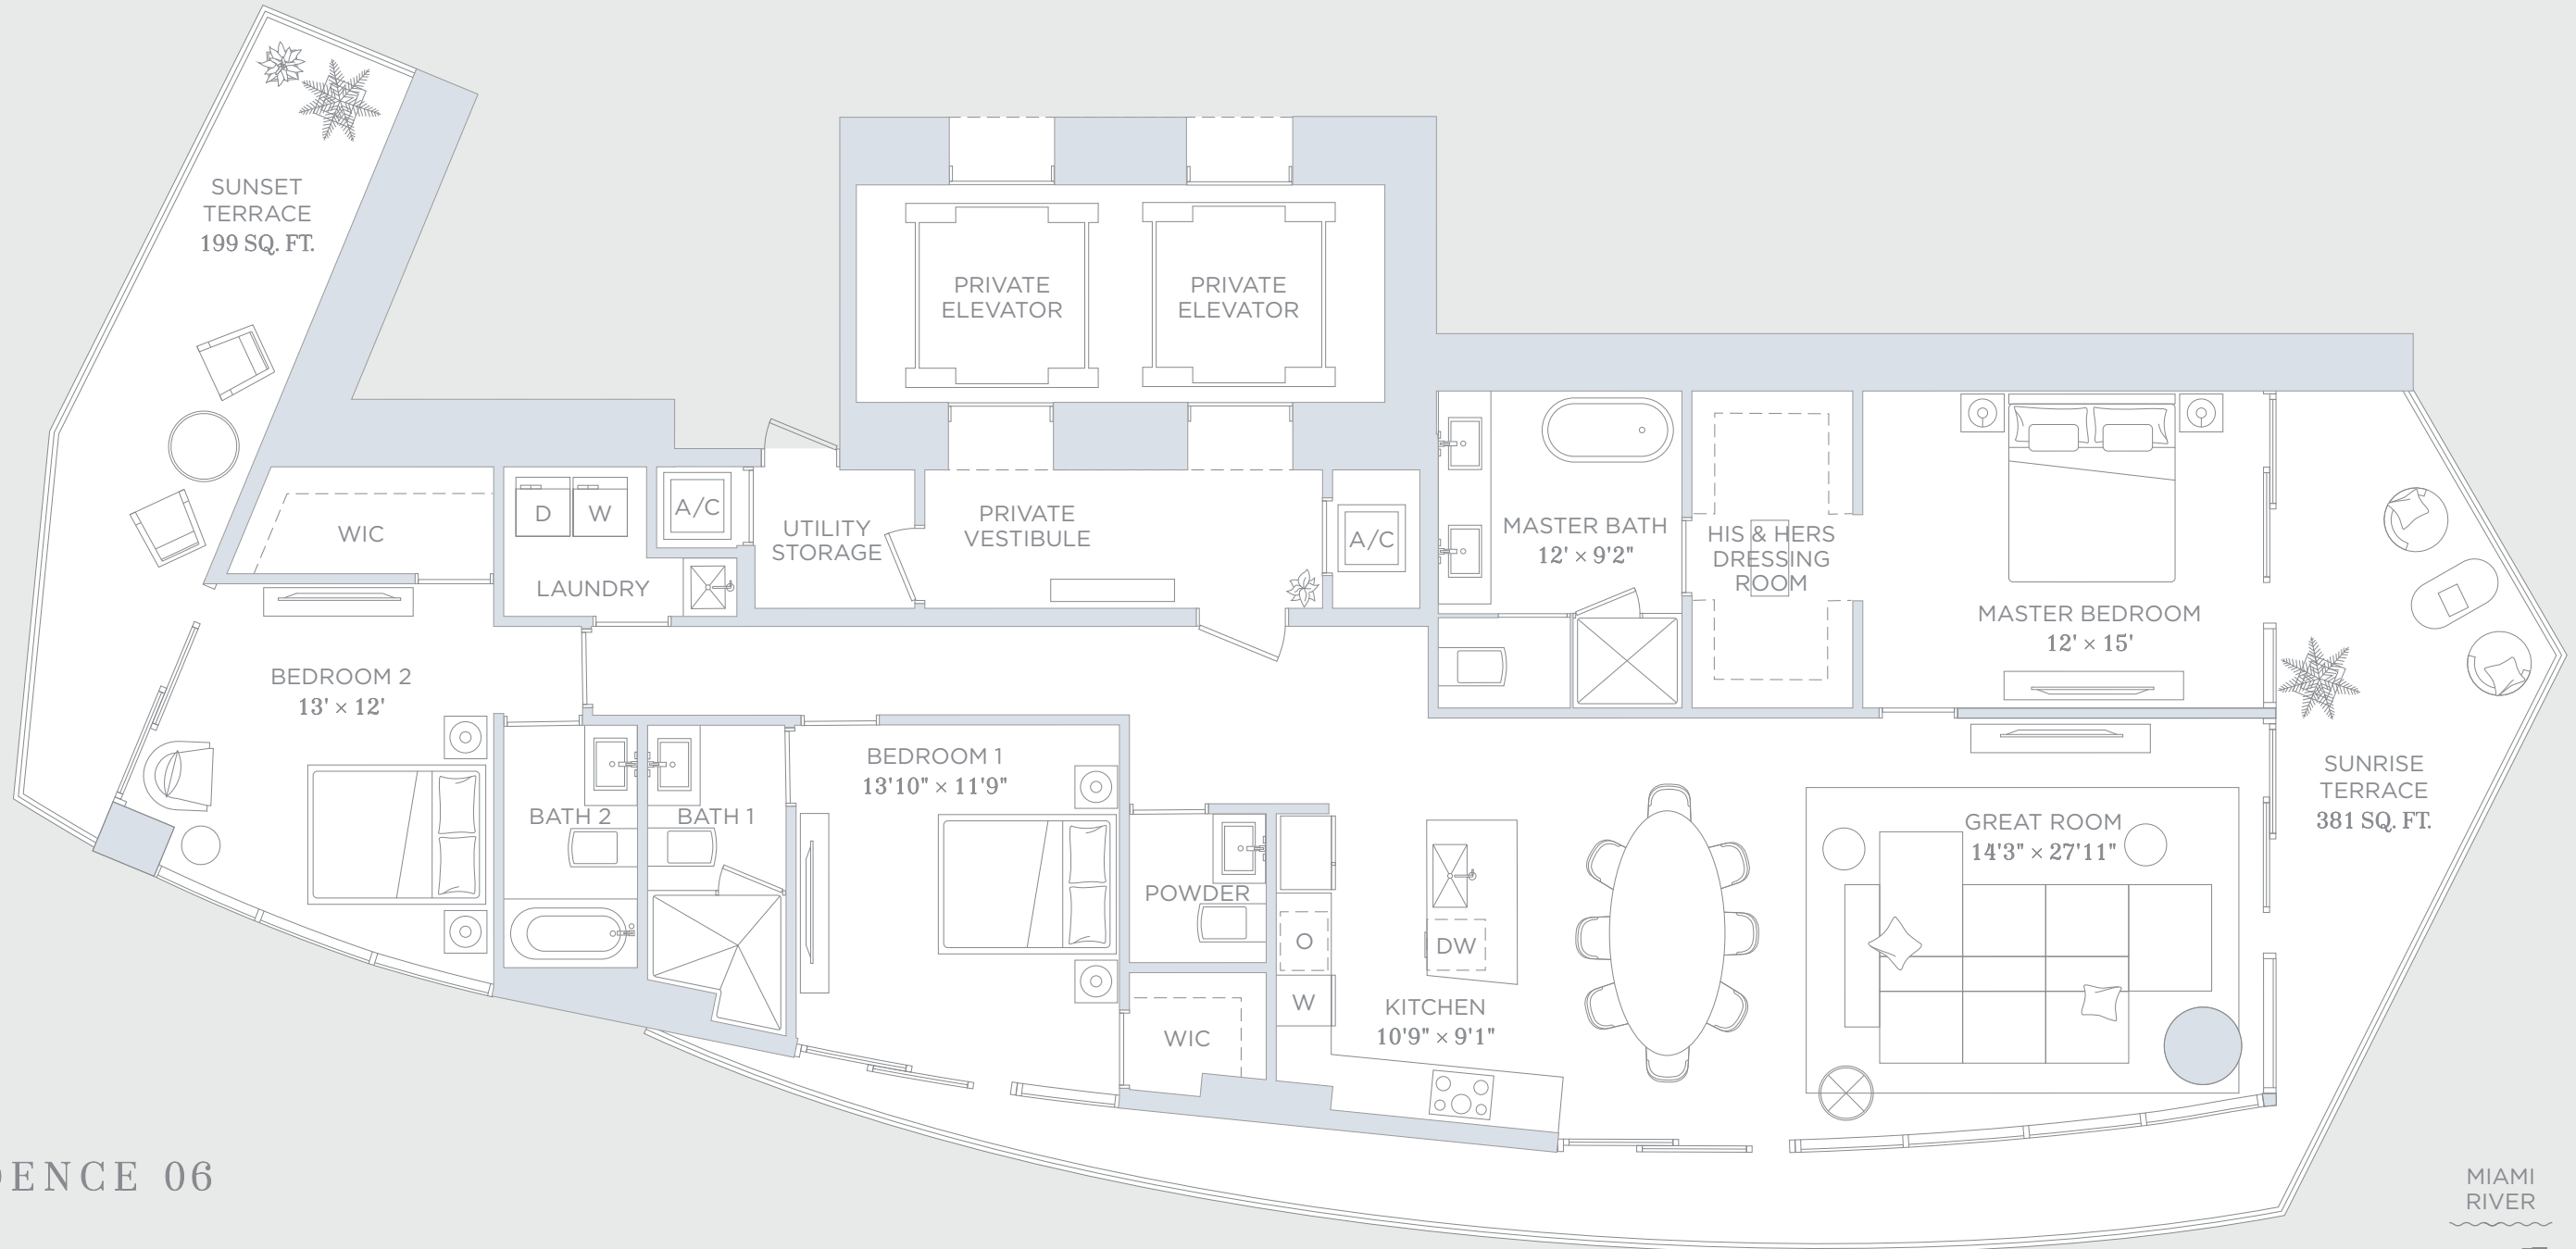 SUNSET
TERRACE
199 SQ. FT.
PRIVATE
ELEVATOR
PRIVATE
ELEVATOR
WIC
D
W
A/C
LAUNDRY
UTILITY
STORAGE
PRIVATE
VESTIBULE
A/C
MASTER BATH
12' × 9'2"
HIS & HERS
DRESSING
ROOM
MASTER BEDROOM
12' × 15'
BEDROOM 2
13' × 12'
BATH 2
BATH 1
BEDROOM 1
13'10" × 11'9"
POWDER
WIC
O
W
DW
KITCHEN
10'9" × 9'1"
GREAT ROOM
14'3" × 27'11"
SUNRISE
TERRACE
381 SQ. FT.
DENCE 06
MIAMI
RIVER